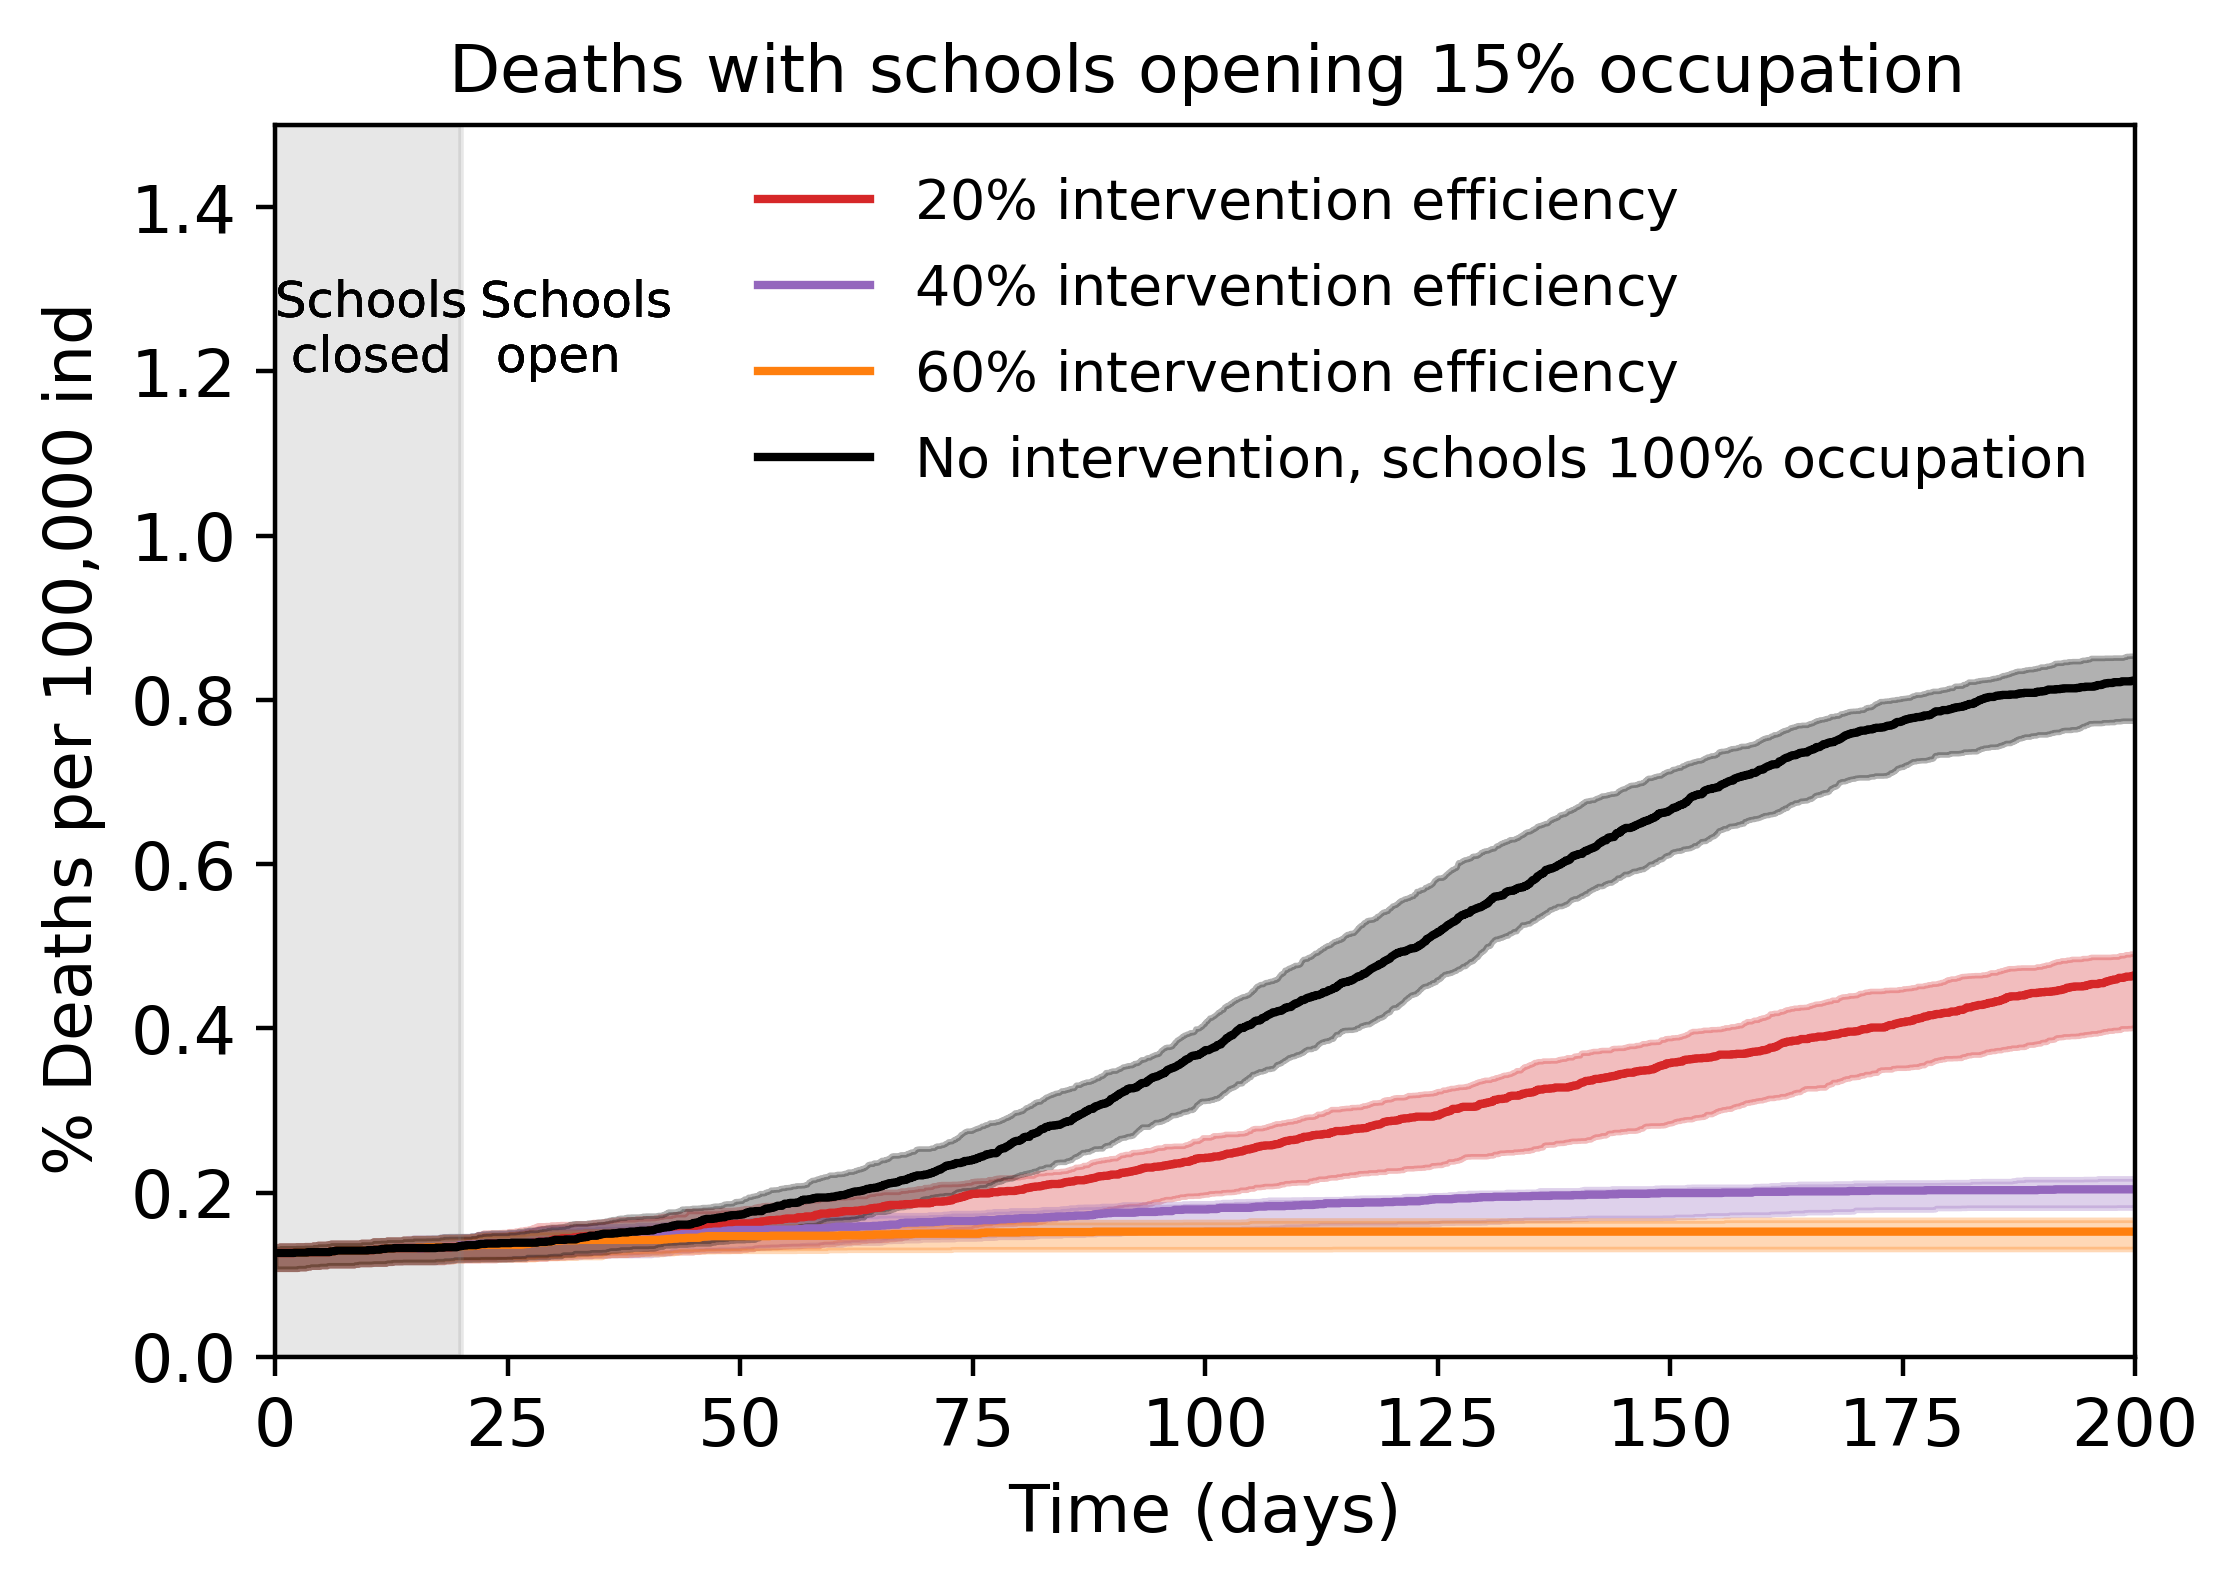 Deaths with schools opening 15% occupation
% Deaths per 100,000 ind
1.4
1.2
1.0
0.8
0.6
0.4
0.2
0.0
Schools
closed
Schools
open
20% intervention efficiency
40% intervention efficiency
60% intervention efficiency
No intervention, schools 100% occupation
0 25 50 75 100 125 150 175 200
Time (days)